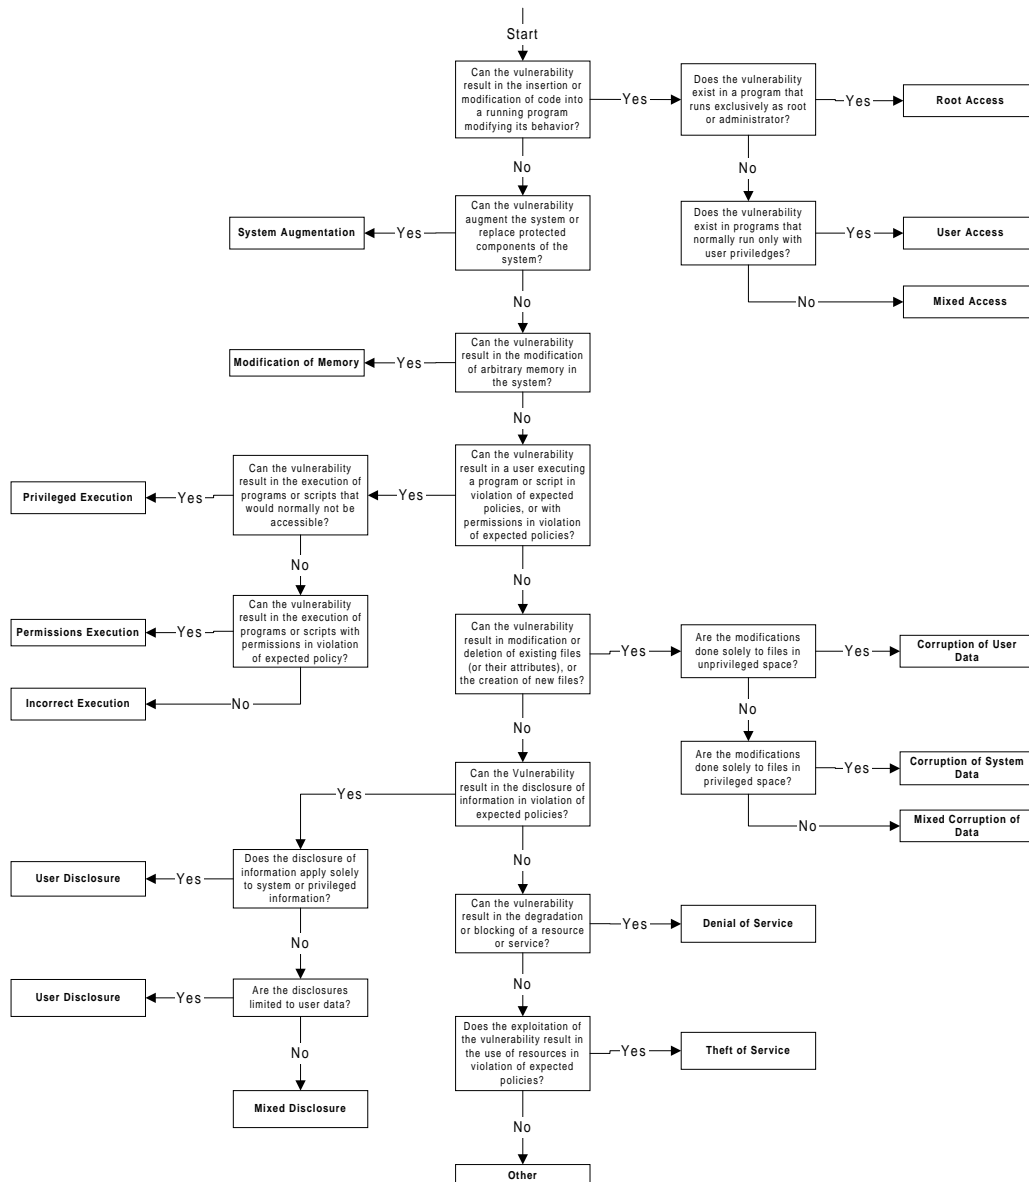 Start
Can the vulnerability
result in the insertion or
modification of code into
a running program
modifying its behavior?
Yes
Does the vulnerability
exist in a program that
runs exclusively as root
or administrator?
Yes
Root Access
No
No
Can the vulnerability
augment the system or
replace protected
components of the
system?
Yes
System Augmentation
Does the vulnerability
exist in programs that
normally run only with
user priviledges?
Yes
User Access
No
Mixed Access
No
Can the vulnerability
result in the modification
of arbitrary memory in
the system?
Yes
Modification of Memory
No
Can the vulnerability
result in a user executing
a program or script in
violation of expected
policies, or with
permissions in violation
of expected policies?
Yes
Can the vulnerability
result in the execution of
programs or scripts that
would normally not be
accessible?
Yes
Privileged Execution
No
No
Can the vulnerability
result in the execution of
programs or scripts with
permissions in violation
of expected policy?
Yes
Permissions Execution
No
Incorrect Execution
Can the vulnerability
result in modification or
deletion of existing files
(or their attributes), or
the creation of new files?
Yes
Are the modifications
done solely to files in
unprivileged space?
Yes
Corruption of User
Data
No
No
Are the modifications
done solely to files in
privileged space?
Yes
Corruption of System
Data
No
Mixed Corruption of
Data
Can the Vulnerability
result in the disclosure of
information in violation of
expected policies?
Yes
Does the disclosure of
information apply solely
to system or privileged
information?
Yes
User Disclosure
No
No
Are the disclosures
limited to user data?
Yes
User Disclosure
No
Mixed Disclosure
Can the vulnerability
result in the degradation
or blocking of a resource
or service?
Yes
Denial of Service
No
Does the exploitation of
the vulnerability result in
the use of resources in
violation of expected
policies?
Yes
Theft of Service
No
Other